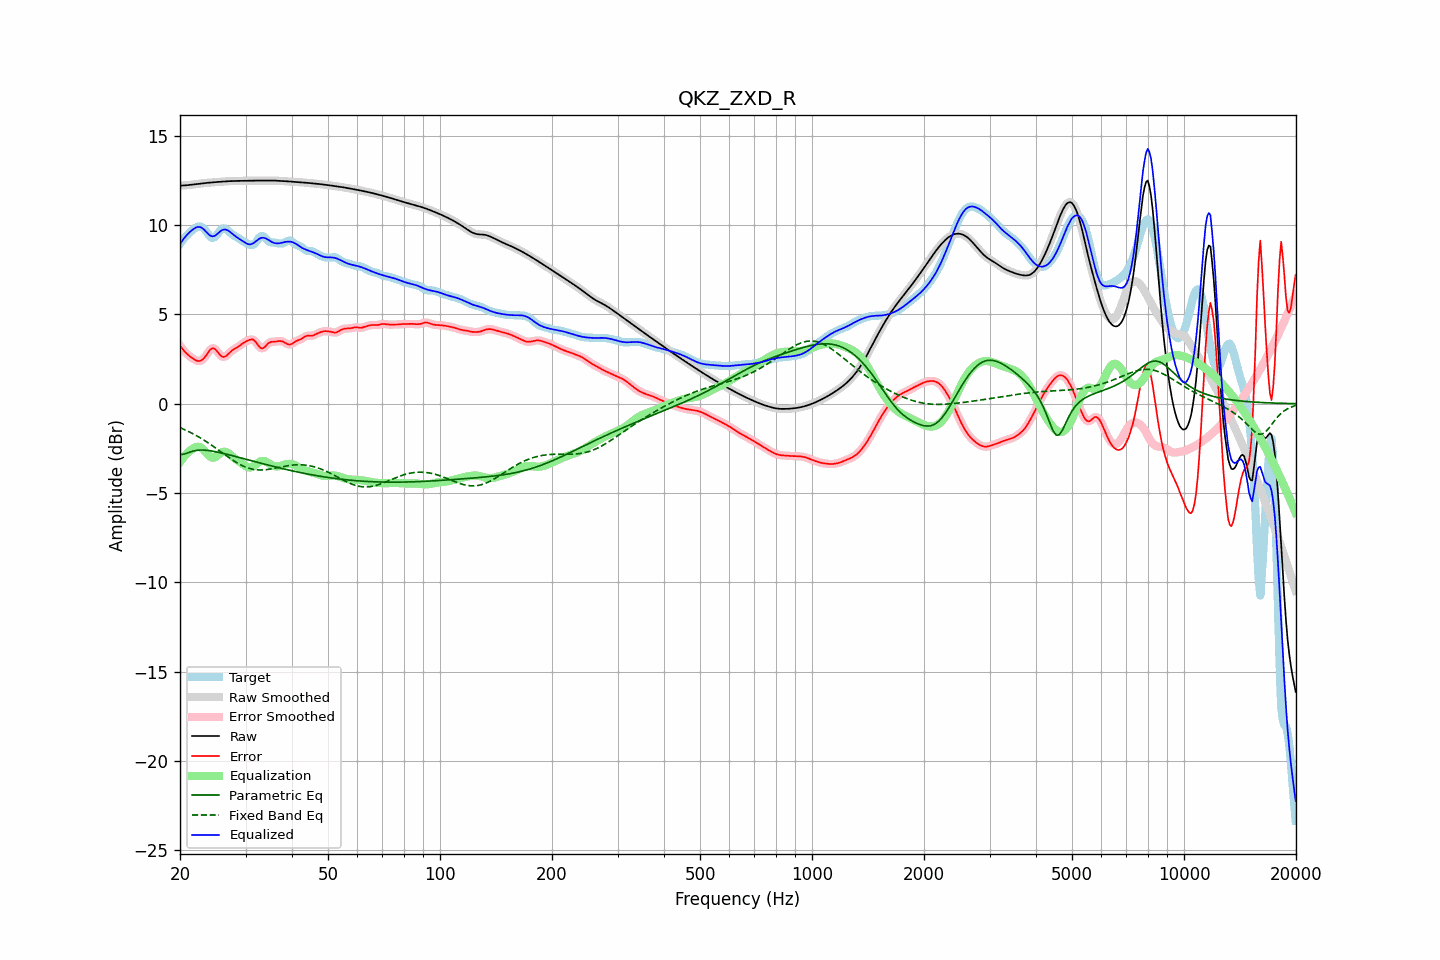 QKZ_ZXD_R
Amplitude (dBr)
15
10
5
0
−5
−10
−15
−20
−25
Target
Raw Smoothed
Error Smoothed
Raw
Error
Equalization
Parametric Eq
Fixed Band Eq
Equalized
20 50 100 200 500 1000 2000 5000 10000 20000
Frequency (Hz)